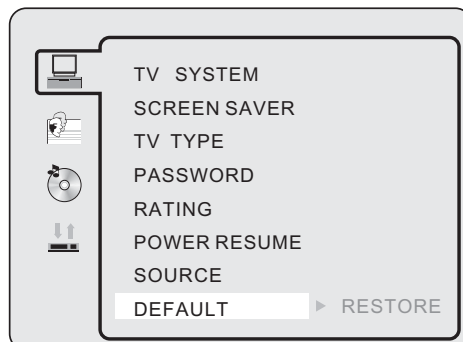 TV SYSTEM
SCREEN SAVER
TV TYPE
PASSWORD
RATING
POWER RESUME
SOURCE
DEFAULT RESTORE